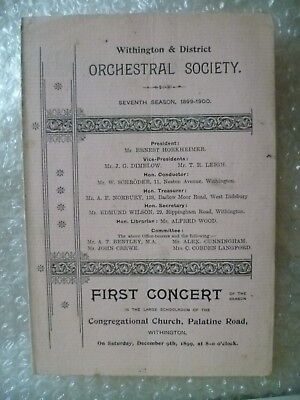 Withington & District
ORCHESTRAL SOCIETY.
SEVENTH SEASON, 1899-1900.
President:
Mr. ERNEST HORKHEIMER.
Vice-Presidents:
Mr. J. G. DIMELOW. Mr. T. R. LEIGH.
Hon. Conductor:
Mr. W. SCHRÖDER, 11, Neston Avenue, Withington.
Hon. Treasurer:
Mr. A. F. NORBURY, 138, Barlow Moor Road, West Didsbury
Hon. Secretary:
Mr. EDMUND WILSON, 29, Rippingham Road, Withington.
Hon. Librarian: Mr. ALFRED WOOD.
Committee:
The above Office-bearers and the following:
Mr. A. T. BENTLEY, M.A. Mr. ALEX. CUNNINGHAM.
Mr. JOHN CREWE. Mr. C. COBDEN LANGFORD
FIRST CONCERT OF THE SEASON
IN THE LARGE SCHOOLROOM OF THE
Congregational Church, Palatine Road,
WITHINGTON,
On Saturday, December 9th, 1899, at 8-0 o'clock.